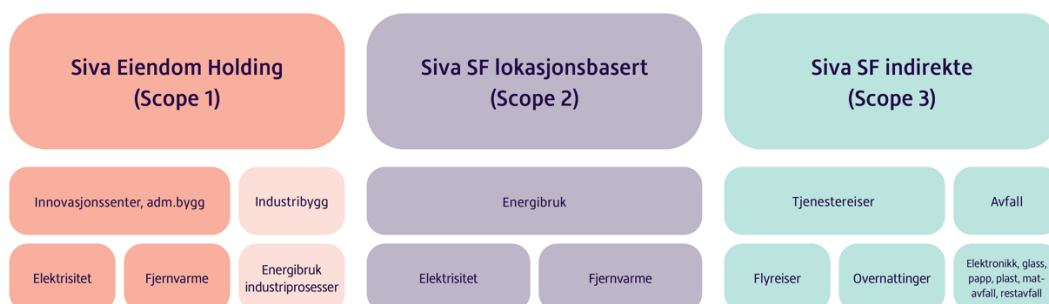 Siva Eiendom Holding
(Scope 1)
Siva SF lokasjonsbasert
(Scope 2)
Siva SF indirekte
(Scope 3)
Innovasjonssenter, adm.bygg
Industribygg
Energibruk
Tjenestereiser
Avfall
Elektrisitet
Fjernvarme
Energibruk
industriprosesser
Elektrisitet
Fjernvarme
Flyreiser
Overnattinger
Elektronikk, glass,
papp, plast, mat-
avfall, restavfall